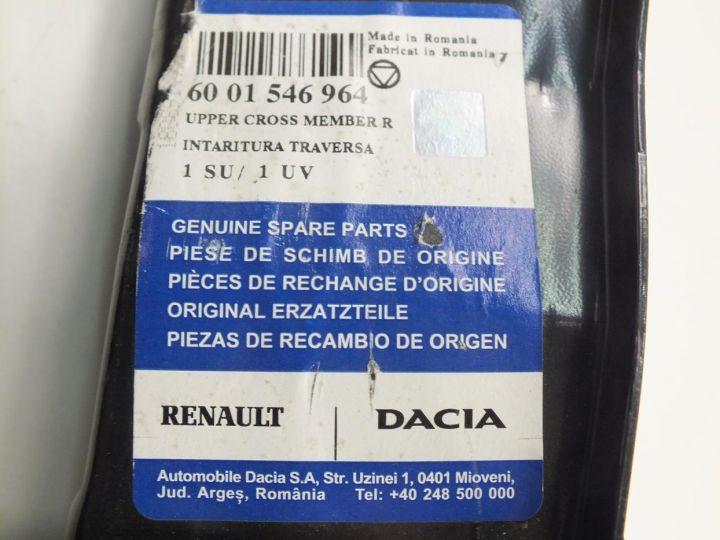 Made in Romania
Fabricat in Romania 7
60 01 546 964
UPPER CROSS MEMBER R
INTARITURA TRAVERSA
1 SU/ 1 UV
GENUINE SPARE PARTS
PIESE DE SCHIMB DE ORIGINE
PIÈCES DE RECHANGE D'ORIGINE
ORIGINAL ERZATZTEILE
PIEZAS DE RECAMBIO DE ORIGEN
RENAULT DACIA
Automobile Dacia S.A, Str. Uzinei 1, 0401 Mioveni,
Jud. Argeş, România Tel: +40 248 500 000